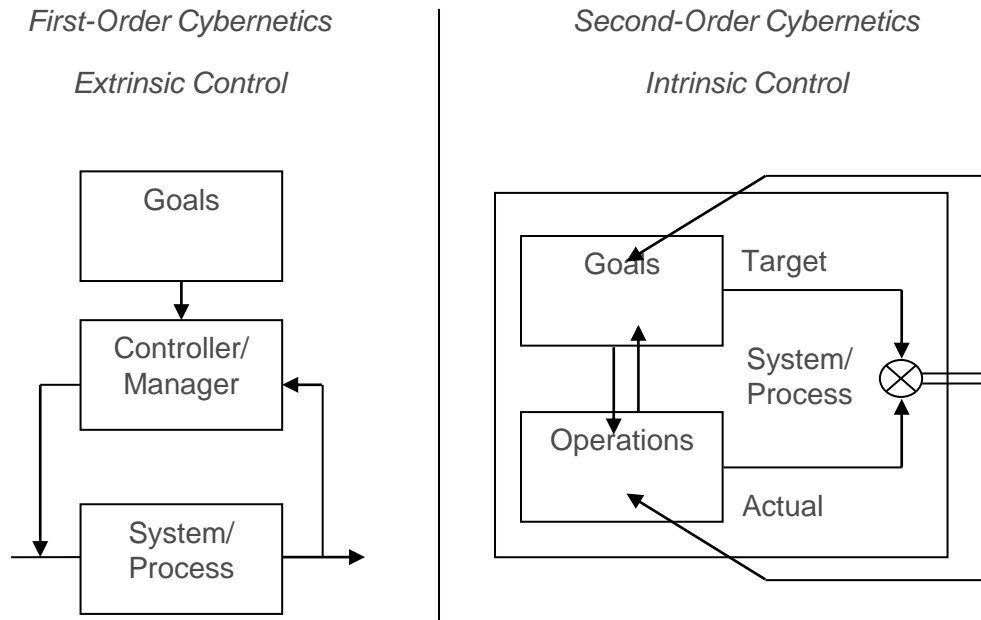 First-Order Cybernetics
Extrinsic Control
Goals
Controller/
Manager
System/
Process
Second-Order Cybernetics
Intrinsic Control
Goals
Target
System/
Process
Operations
Actual